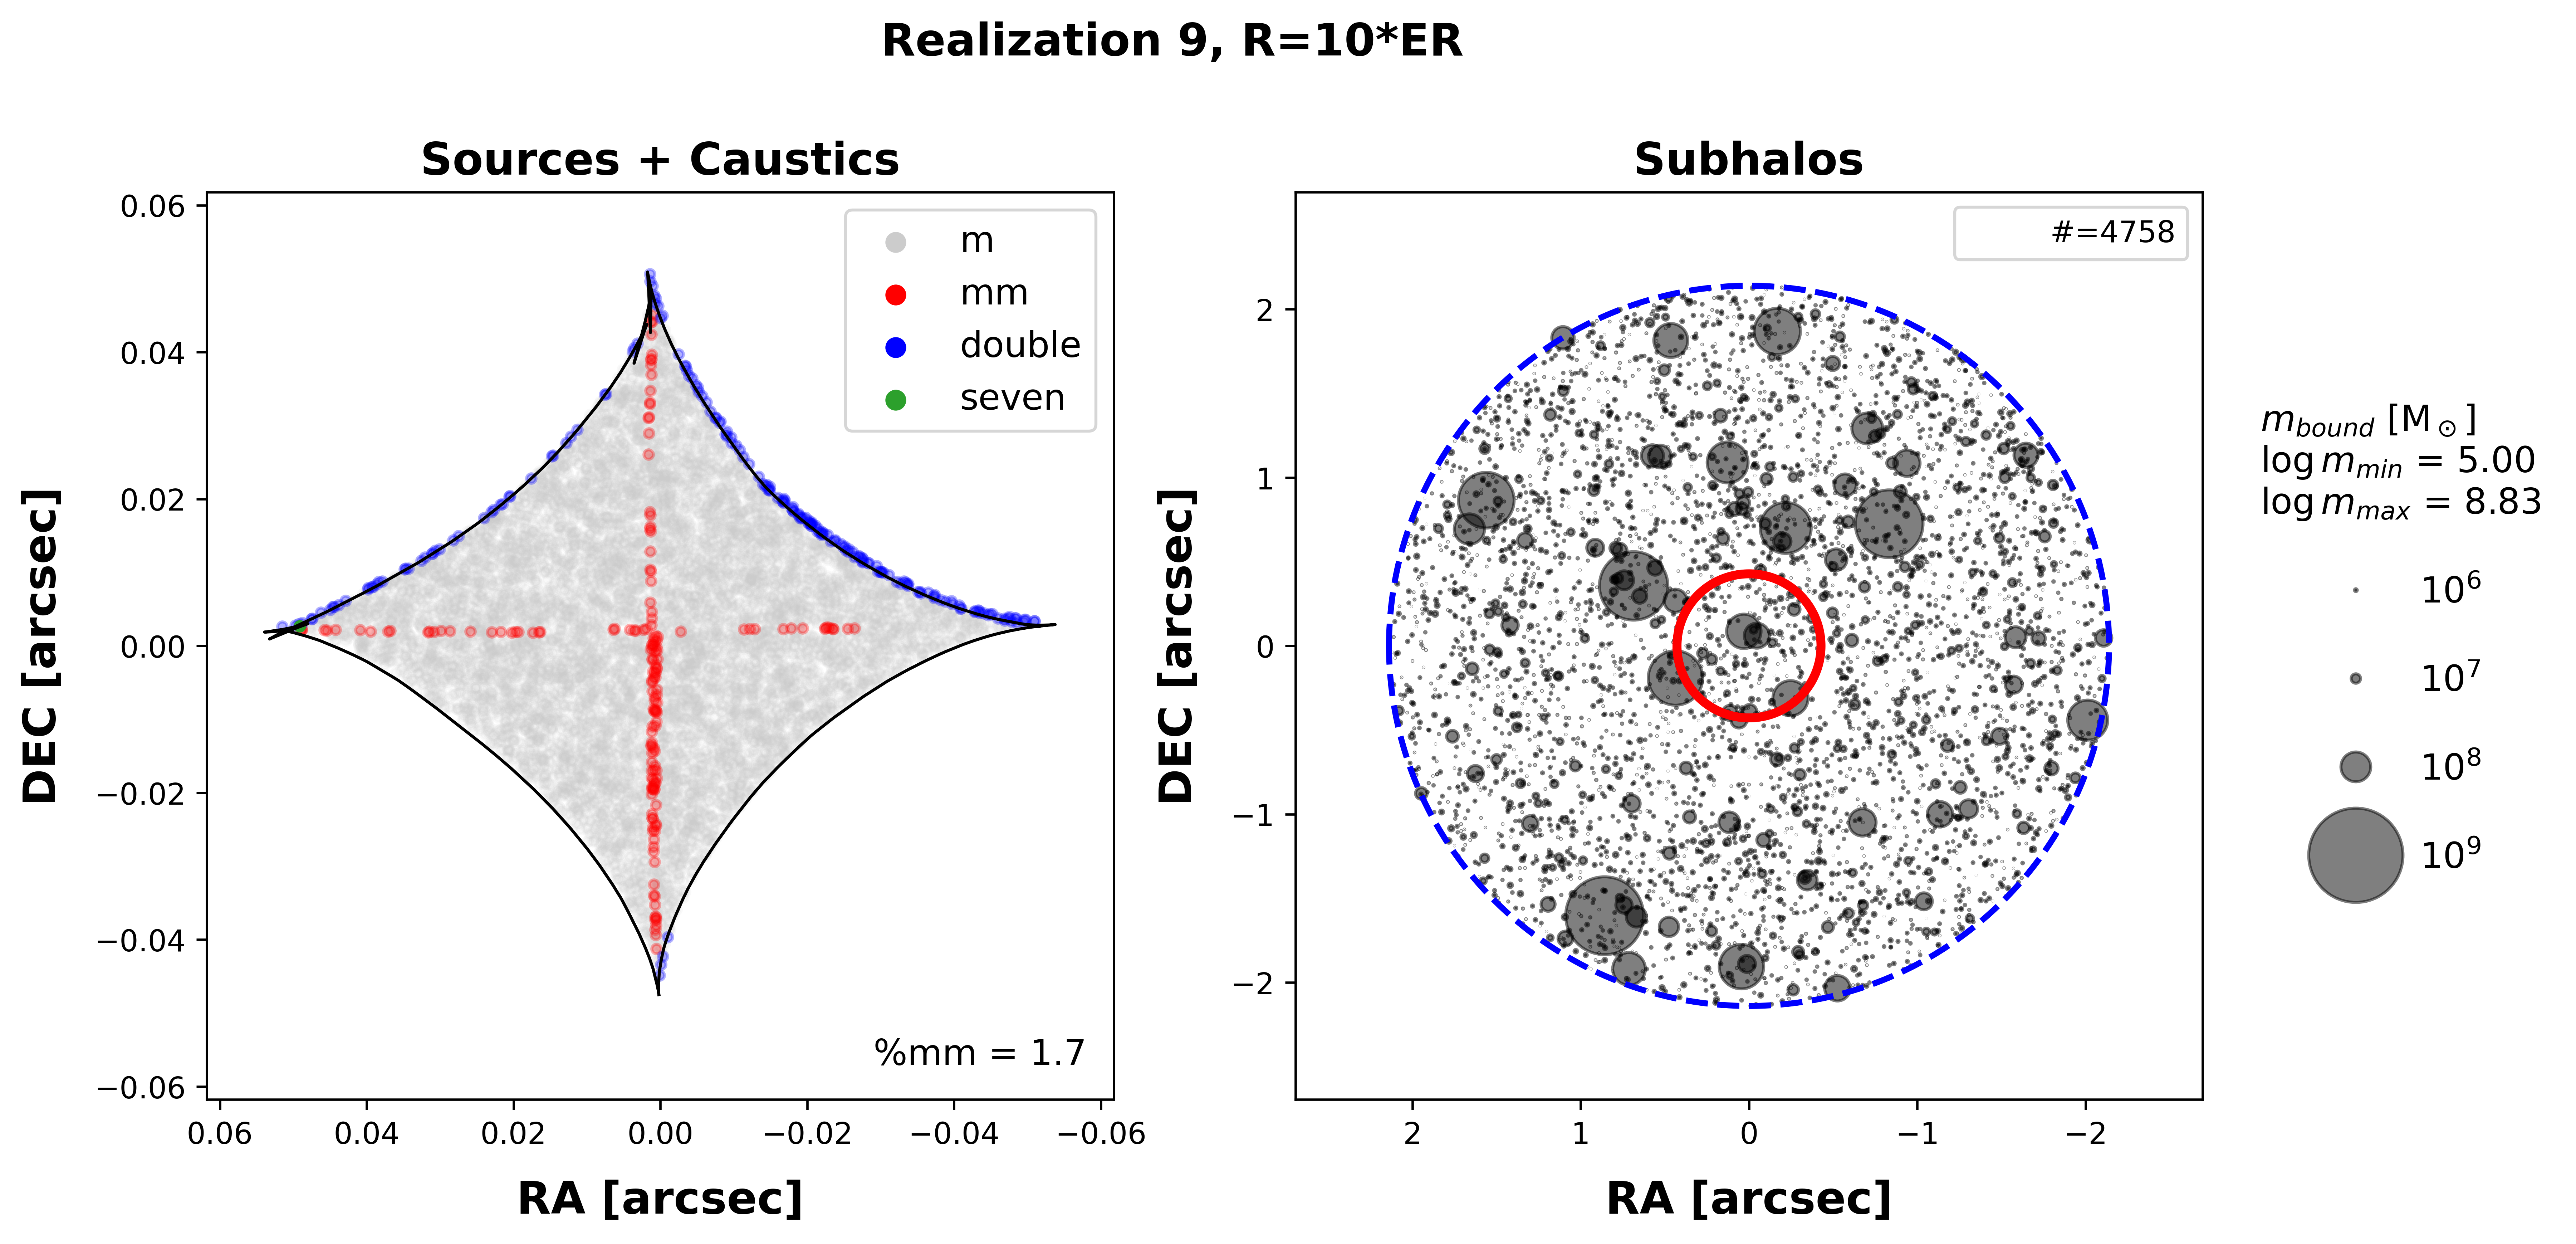 Realization 9, R=10*ER
Sources + Caustics
m
mm
double
seven
%mm = 1.7
0.06
0.04
0.02
0.00
−0.02
−0.04
−0.06
DEC [arcsec]
0.06
0.04
0.02
0.00
−0.02
−0.04
−0.06
RA [arcsec]
Subhalos
#=4758
2
1
0
−1
−2
DEC [arcsec]
2
1
0
−1
−2
RA [arcsec]
m_bound [M_⊙]
log m_min = 5.00
log m_max = 8.83
10^6
10^7
10^8
10^9